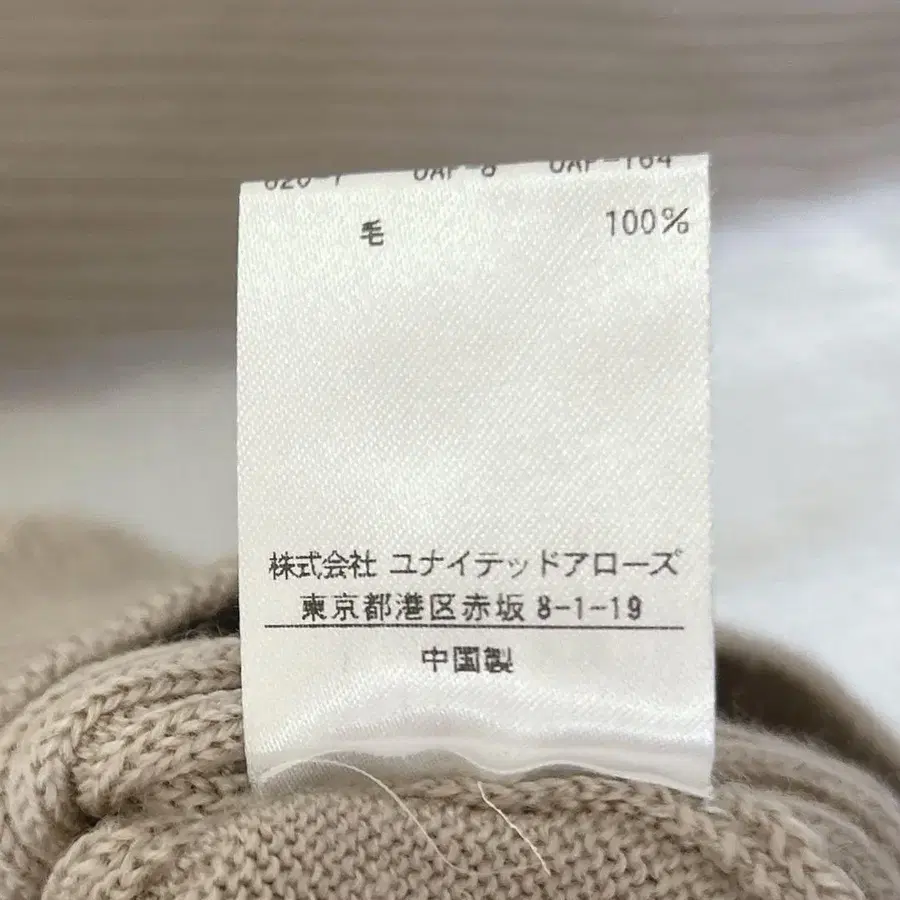 毛 100%
株式会社 ユナイテッドアローズ
東京都港区赤坂 8-1-19
中国製